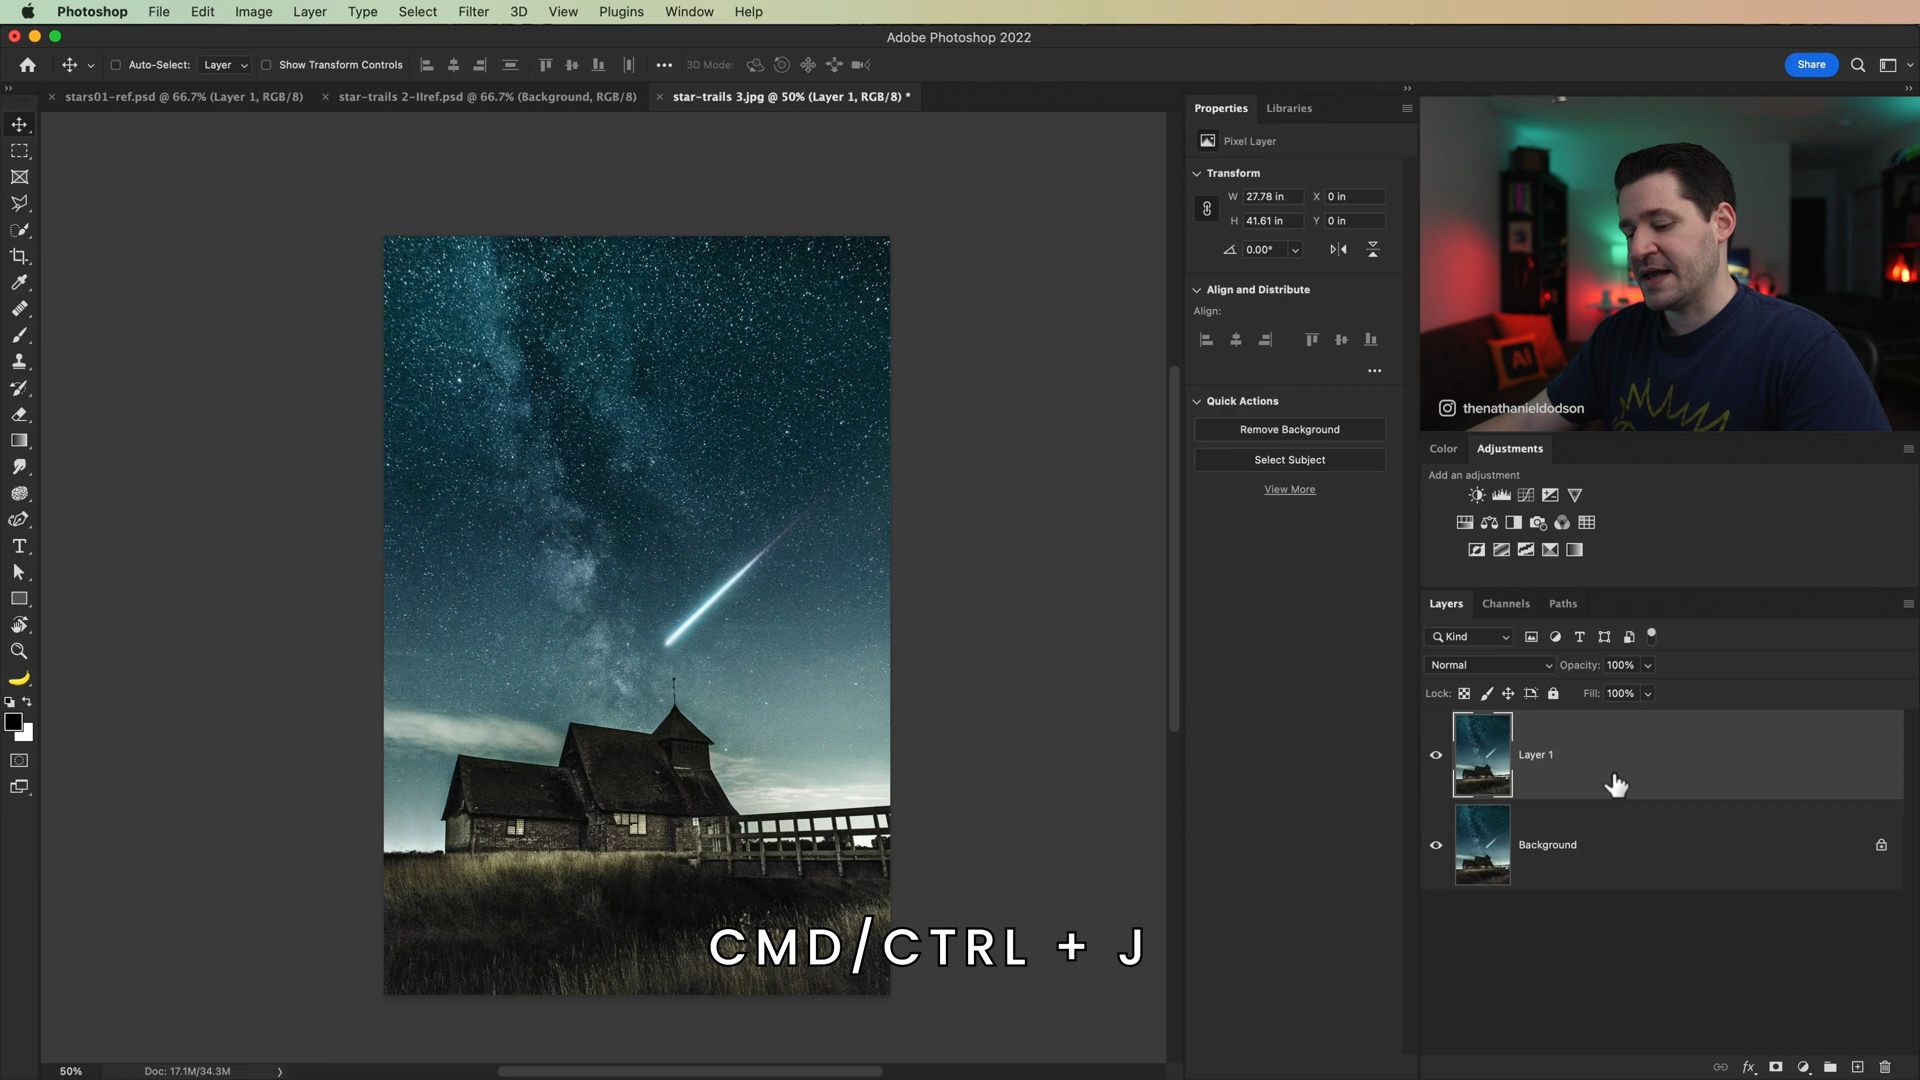 Photoshop File Edit Image Layer Type Select Filter 3D View Plugins Window Help
Adobe Photoshop 2022
Auto-Select: Layer Show Transform Controls 3D Mode: Share
stars01-ref.psd @ 66.7% (Layer 1, RGB/8) star-trails 2-IIref.psd @ 66.7% (Background, RGB/8) star-trails 3.jpg @ 50% (Layer 1, RGB/8) *
Properties Libraries
Pixel Layer
Transform
W 27.78 in X 0 in
H 41.61 in Y 0 in
0.00°
Align and Distribute
Align:
Quick Actions
Remove Background
Select Subject
View More
Ai
thenathanieldodson
Color Adjustments
Add an adjustment
Layers Channels Paths
Kind
Normal Opacity: 100%
Lock: Fill: 100%
Layer 1
Background
CMD/CTRL + J
50% Doc: 17.1M/34.3M
fx